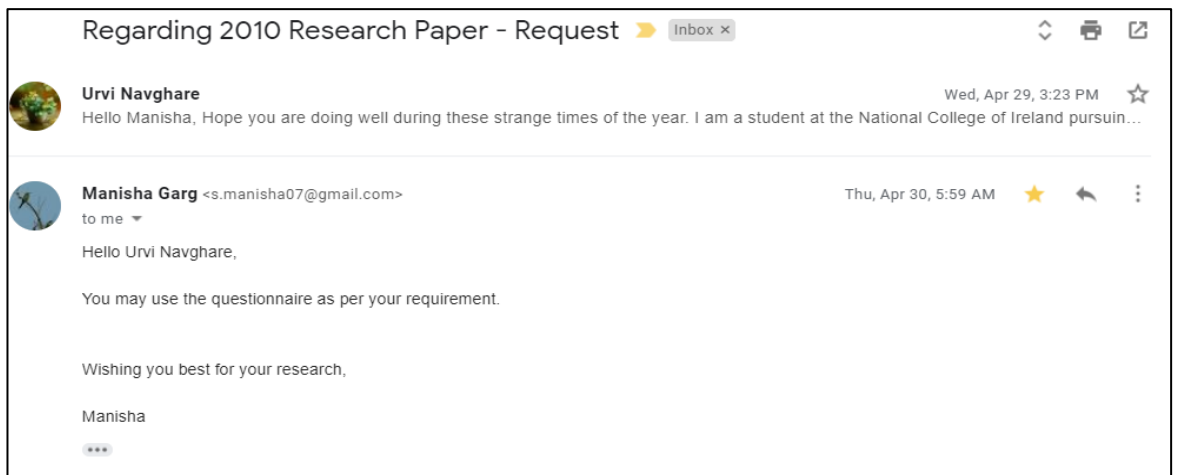 Regarding 2010 Research Paper - Request Inbox ×
Urvi Navghare Wed, Apr 29, 3:23 PM
Hello Manisha, Hope you are doing well during these strange times of the year. I am a student at the National College of Ireland pursuin...
Manisha Garg <s.manisha07@gmail.com> Thu, Apr 30, 5:59 AM
to me
Hello Urvi Navghare,
You may use the questionnaire as per your requirement.
Wishing you best for your research,
Manisha